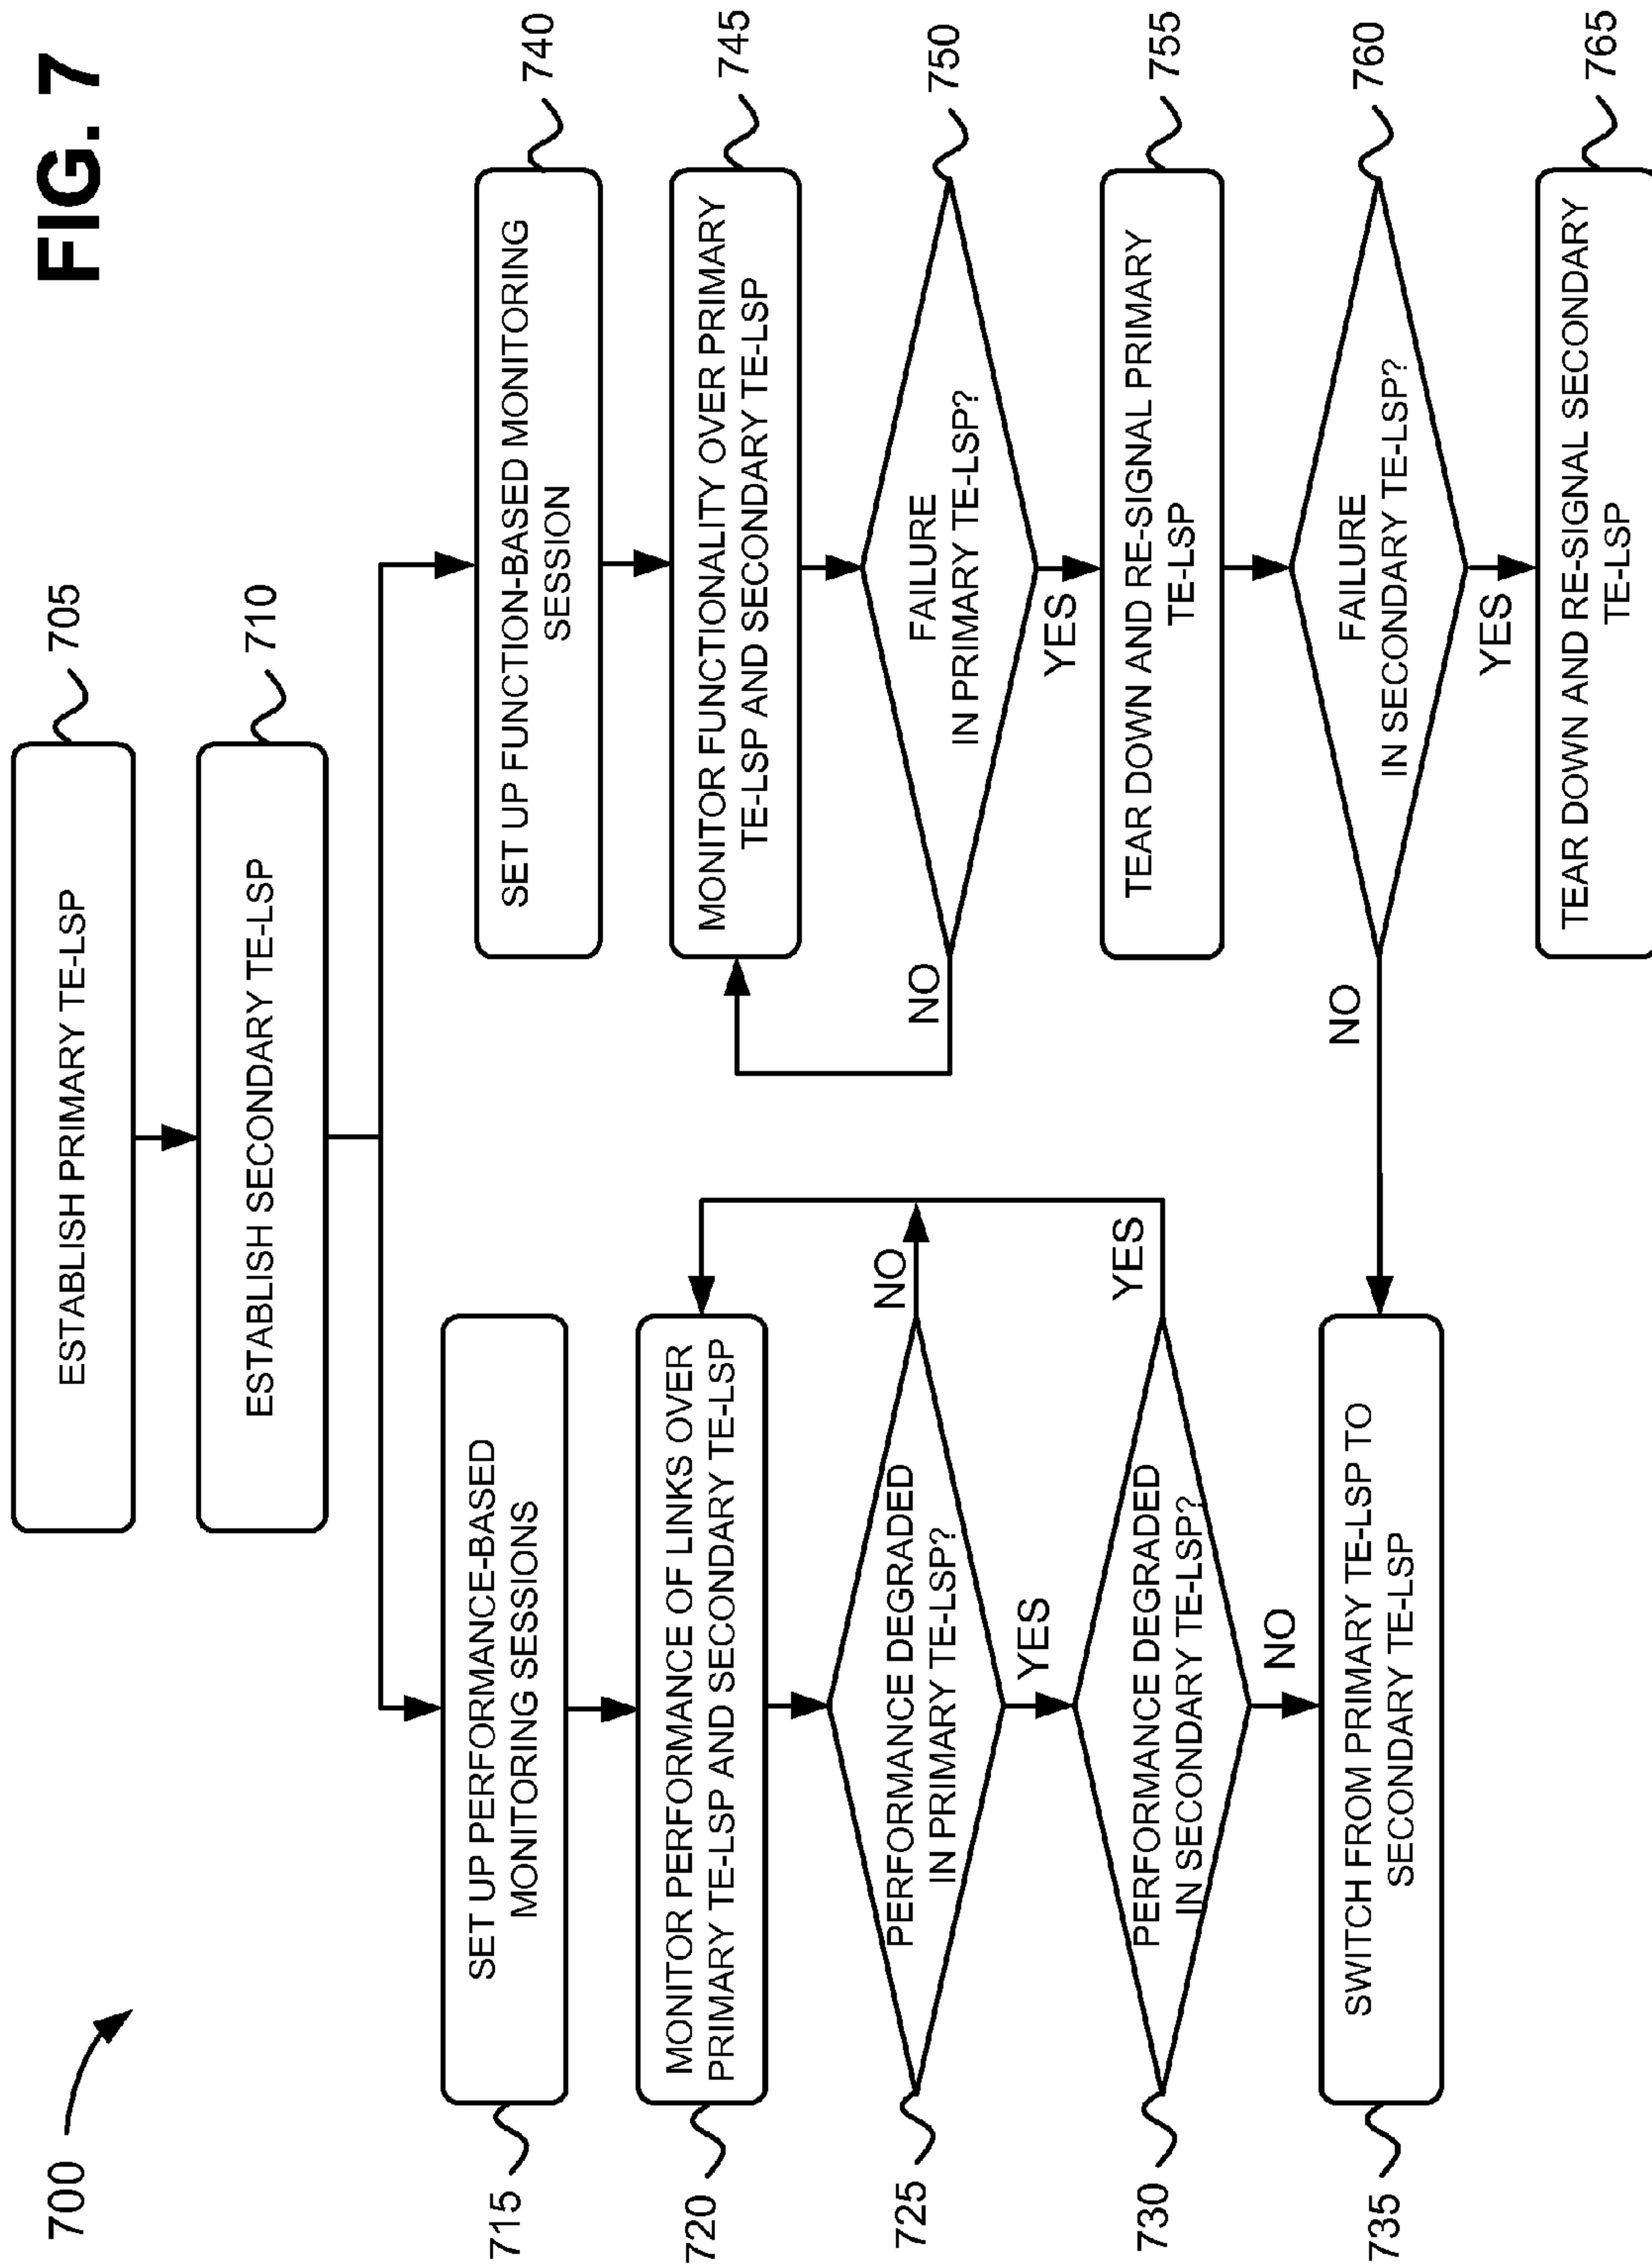 FIG. 7
700
ESTABLISH PRIMARY TE-LSP
705
ESTABLISH SECONDARY TE-LSP
710
SET UP PERFORMANCE-BASED
MONITORING SESSIONS
715
MONITOR PERFORMANCE OF LINKS OVER
PRIMARY TE-LSP AND SECONDARY TE-LSP
720
PERFORMANCE DEGRADED
IN PRIMARY TE-LSP?
725
NO
YES
PERFORMANCE DEGRADED
IN SECONDARY TE-LSP?
730
YES
NO
SWITCH FROM PRIMARY TE-LSP TO
SECONDARY TE-LSP
735
SET UP FUNCTION-BASED MONITORING
SESSION
740
MONITOR FUNCTIONALITY OVER PRIMARY
TE-LSP AND SECONDARY TE-LSP
745
FAILURE
IN PRIMARY TE-LSP?
750
NO
YES
TEAR DOWN AND RE-SIGNAL PRIMARY
TE-LSP
755
FAILURE
IN SECONDARY TE-LSP?
760
NO
YES
TEAR DOWN AND RE-SIGNAL SECONDARY
TE-LSP
765